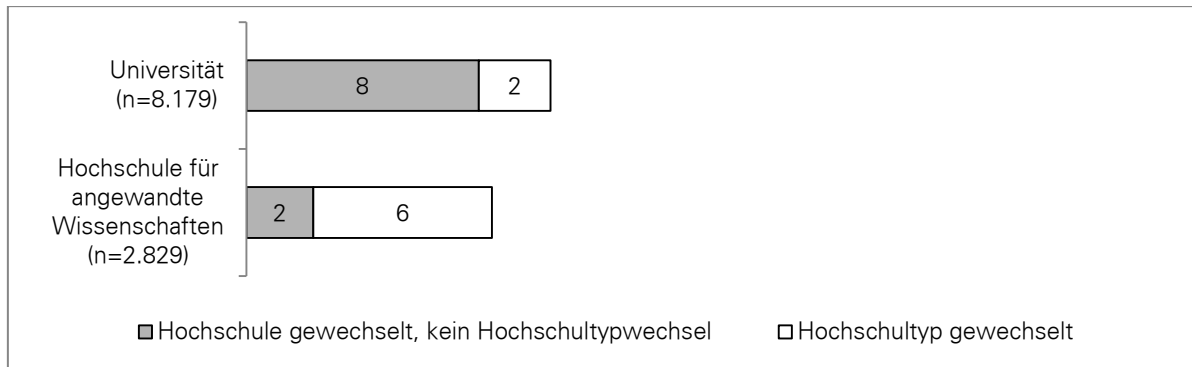 Universität
(n=8.179)
8 2
Hochschule für
angewandte
Wissenschaften
(n=2.829)
2 6
Hochschule gewechselt, kein Hochschultypwechsel
Hochschultyp gewechselt